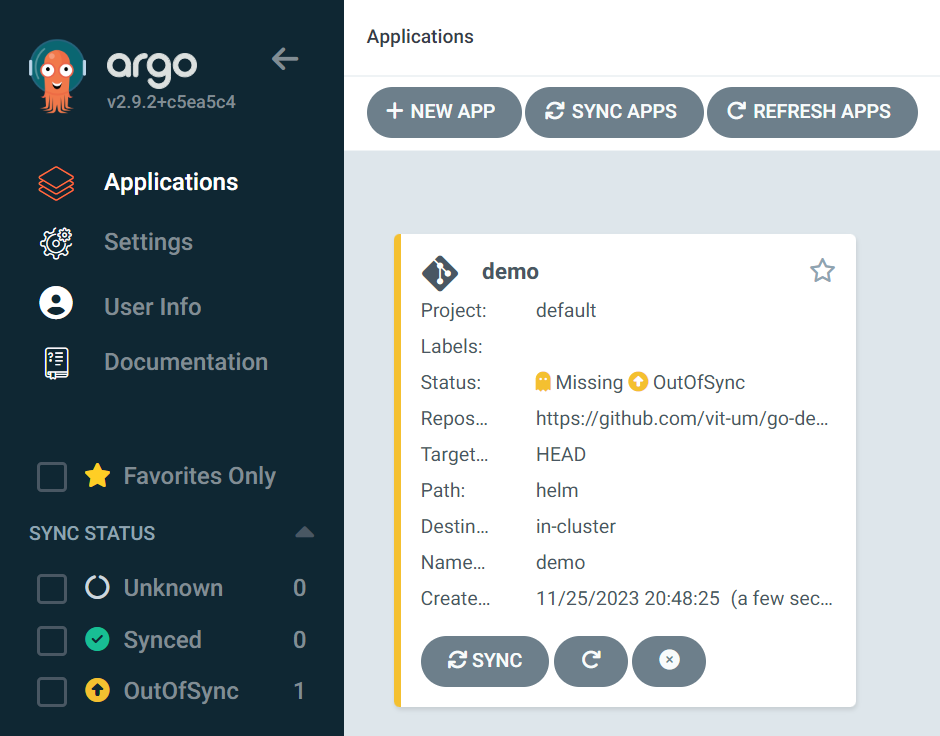 argo
v2.9.2+c5ea5c4
Applications
Settings
User Info
Documentation
Favorites Only
SYNC STATUS
Unknown 0
Synced 0
OutOfSync 1
Applications
NEW APP SYNC APPS REFRESH APPS
demo
Project: default
Labels:
Status: Missing OutOfSync
Repos... https://github.com/vit-um/go-de...
Target... HEAD
Path: helm
Destin... in-cluster
Name... demo
Create... 11/25/2023 20:48:25 (a few sec...
SYNC